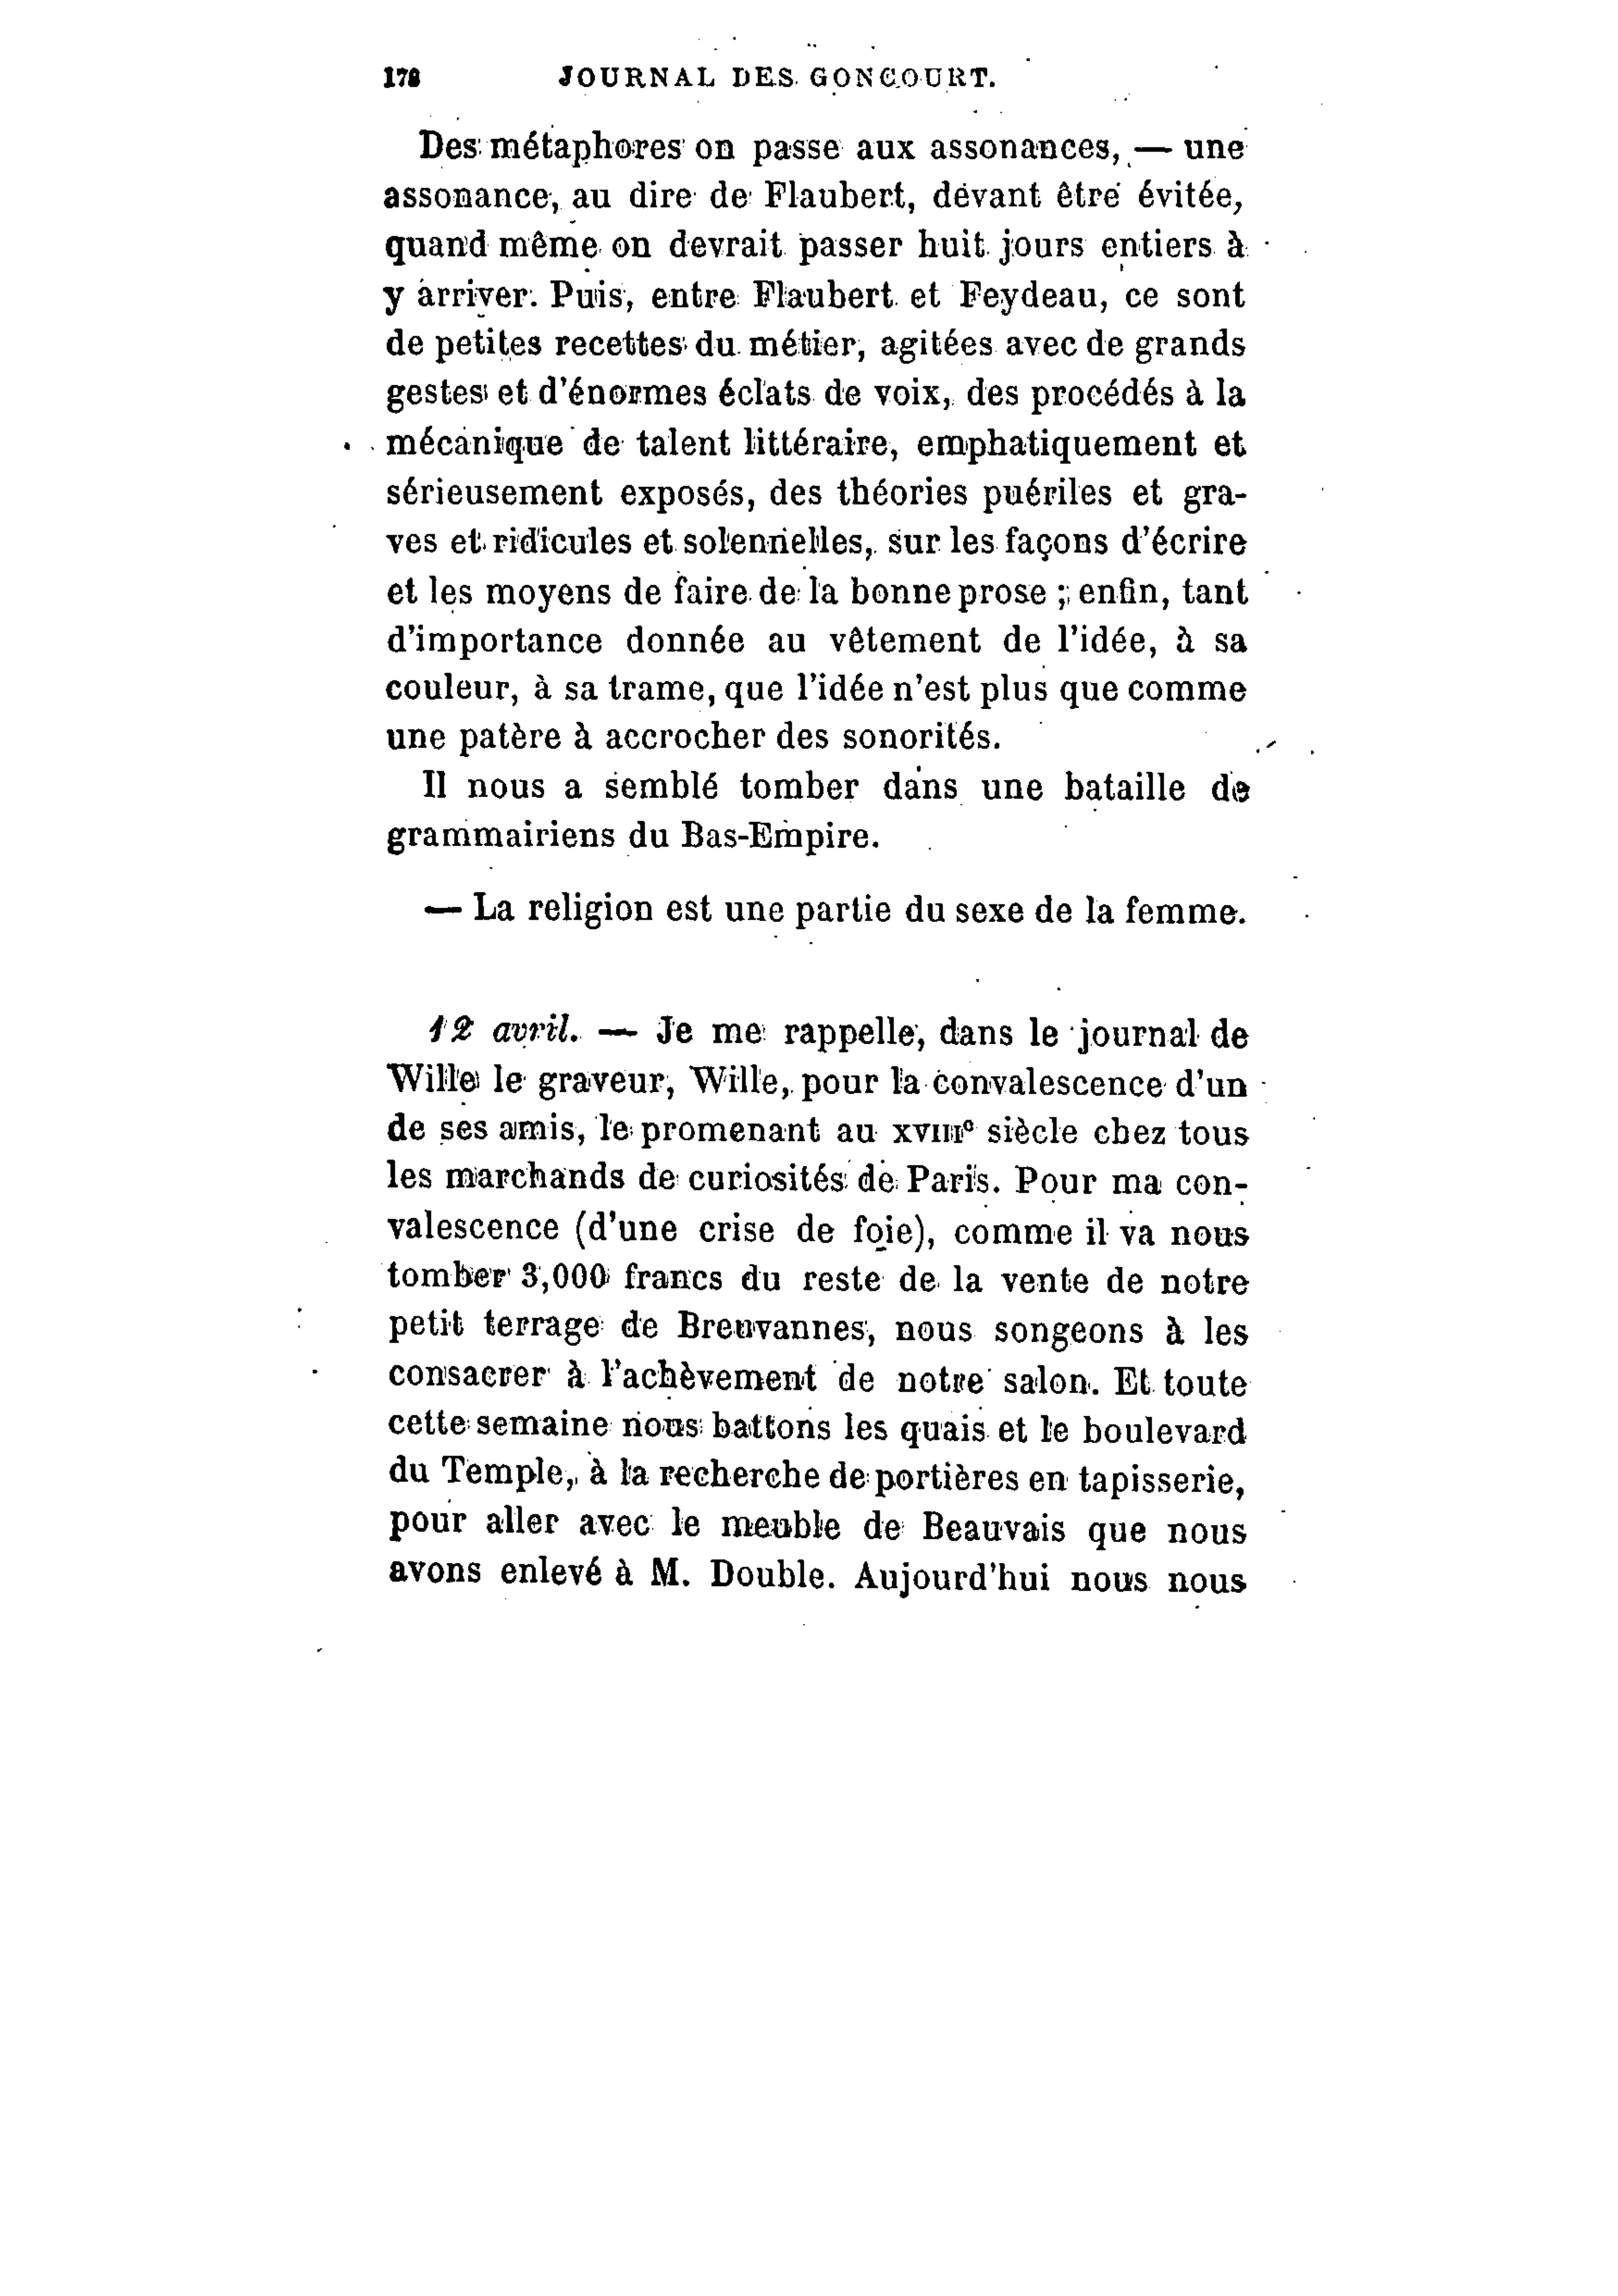 178 JOURNAL DES GONCOURT.
Des métaphores on passe aux assonances, — une
assonance, au dire de Flaubert, devant être évitée,
quand même on devrait passer huit jours entiers à
y arriver. Puis, entre Flaubert et Feydeau, ce sont
de petites recettes du métier, agitées avec de grands
gestes et d'énormes éclats de voix, des procédés à la
mécanique de talent littéraire, emphatiquement et
sérieusement exposés, des théories puériles et gra-
ves et ridicules et solennelles, sur les façons d'écrire
et les moyens de faire de la bonne prose ; enfin, tant
d'importance donnée au vêtement de l'idée, à sa
couleur, à sa trame, que l'idée n'est plus que comme
une patère à accrocher des sonorités.
Il nous a semblé tomber dans une bataille de
grammairiens du Bas-Empire.
— La religion est une partie du sexe de la femme.
12 avril. — Je me rappelle, dans le journal de
Wille le graveur, Wille, pour la convalescence d'un
de ses amis, le promenant au XVIIIe siècle chez tous
les marchands de curiosités de Paris. Pour ma con-
valescence (d'une crise de foie), comme il va nous
tomber 3,000 francs du reste de la vente de notre
petit terrage de Breuvannes, nous songeons à les
consacrer à l'achèvement de notre salon. Et toute
cette semaine nous battons les quais et le boulevard
du Temple, à la recherche de portières en tapisserie,
pour aller avec le meuble de Beauvais que nous
avons enlevé à M. Double. Aujourd'hui nous nous